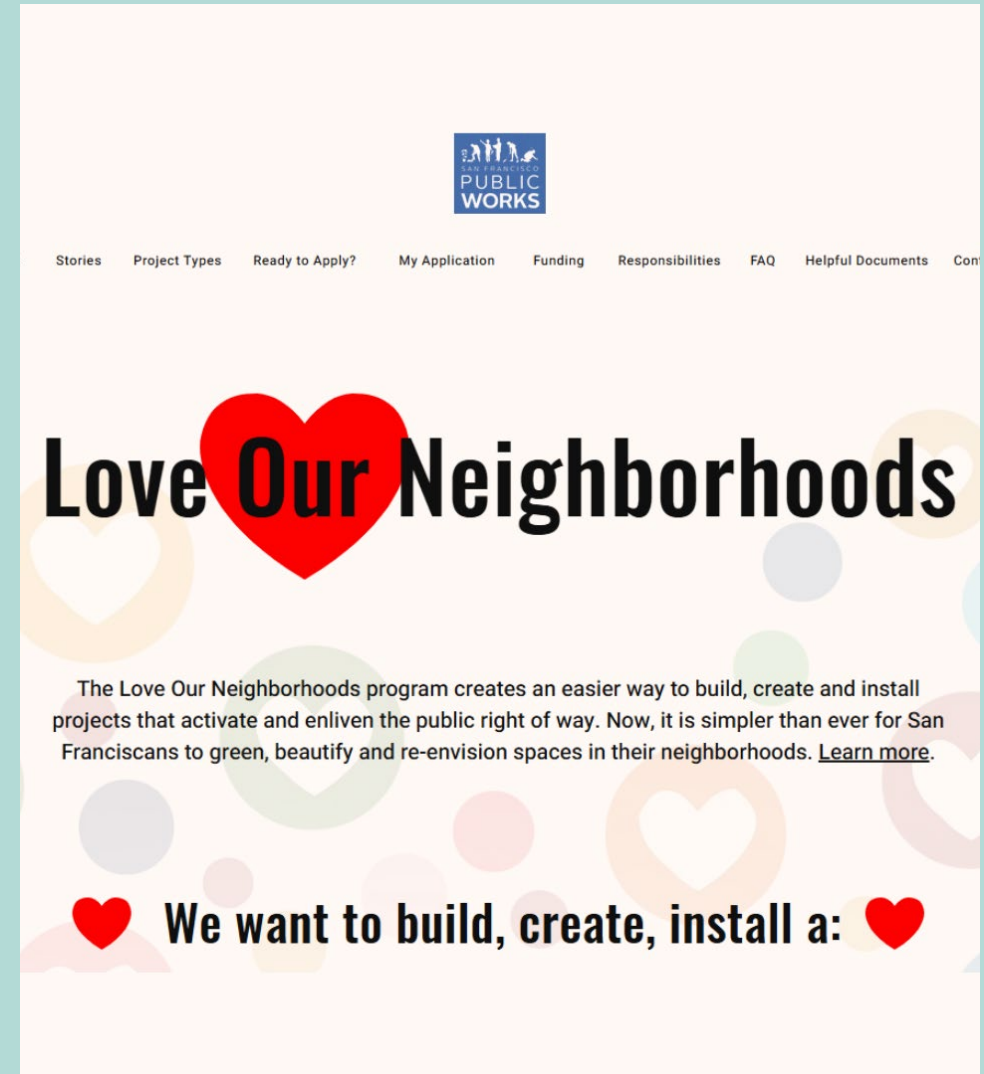 SAN FRANCISCO
PUBLIC
WORKS
Stories Project Types Ready to Apply? My Application Funding Responsibilities FAQ Helpful Documents Con
Love Our Neighborhoods
The Love Our Neighborhoods program creates an easier way to build, create and install
projects that activate and enliven the public right of way. Now, it is simpler than ever for San
Franciscans to green, beautify and re-envision spaces in their neighborhoods. Learn more.
We want to build, create, install a: